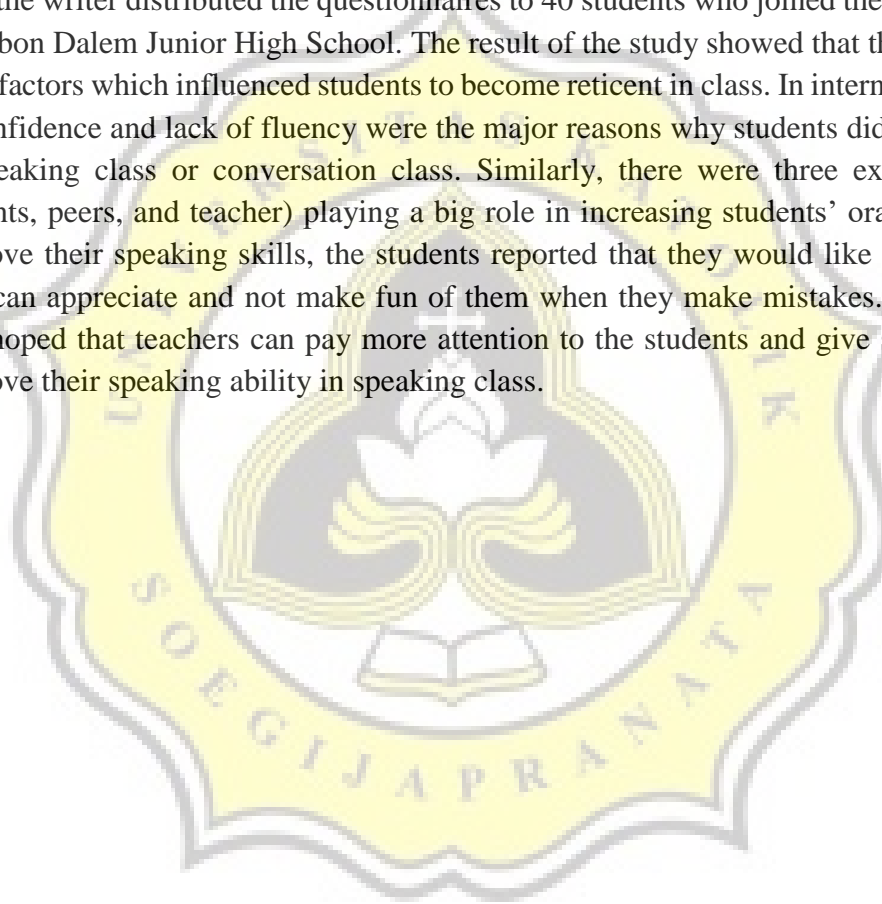 the writer distributed the questionnaires to 40 students who joined the
bon Dalem Junior High School. The result of the study showed that th
factors which influenced students to become reticent in class. In intern
nfidence and lack of fluency were the major reasons why students did
eaking class or conversation class. Similarly, there were three ex
nts, peers, and teacher) playing a big role in increasing students’ ora
ove their speaking skills, the students reported that they would like
can appreciate and not make fun of them when they make mistakes.
hoped that teachers can pay more attention to the students and give
ove their speaking ability in speaking class.
UNIVERSITAS KATOLIK
SOEGIJAPRANATA